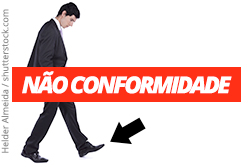 NÃO CONFORMIDADE
Helder Almeida / shutterstock.com